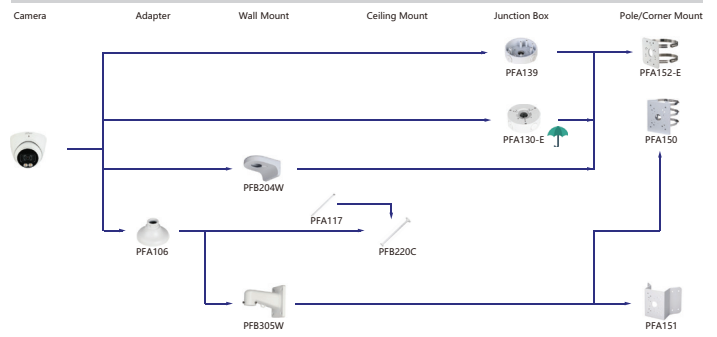 Camera Adapter Wall Mount Ceiling Mount Junction Box Pole/Corner Mount
PFA139 PFA152-E
PFA130-E PFA150
PFB204W
PFA117
PFA106 PFB220C
PFB305W PFA151